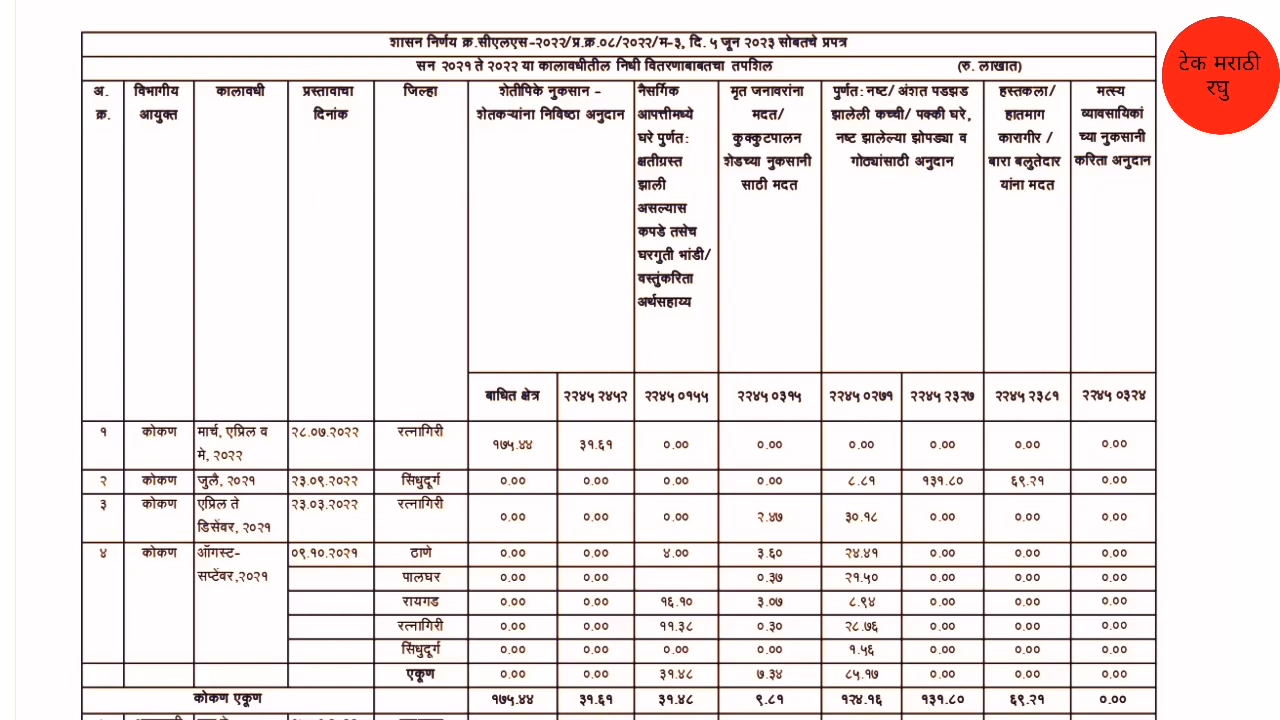 शासन निर्णय क्र.सीएलएस-२०२२/प्र.क्र.०८/२०२२/म-३, दि. ५ जून २०२३ सोबतचे प्रपत्र
सन २०२१ ते २०२२ या कालावधीतील निधी वितरणाबाबतचा तपशिल (रु. लाखात)
टेक मराठी
रघु
अ.
क्र.
विभागीय
आयुक्त
कालावधी
प्रस्तावाचा
दिनांक
जिल्हा
शेतीपिके नुकसान -
शेतकऱ्यांना निविष्ठा अनुदान
नैसर्गिक
आपत्तीमध्ये
घरे पुर्णत:
क्षतीग्रस्त
झाली
असल्यास
कपडे तसेच
घरगुती भांडी/
वस्तुंकरिता
अर्थसहाय्य
मृत जनावरांना
मदत/
कुक्कुटपालन
शेडच्या नुकसानी
साठी मदत
पुर्णत: नष्ट/ अंशत पडझड
झालेली कच्ची/ पक्की घरे,
नष्ट झालेल्या झोपड्या व
गोठ्यांसाठी अनुदान
हस्तकला/
हातमाग
कारागीर /
बारा बलुतेदार
यांना मदत
मत्स्य
व्यावसायिकां
च्या नुकसानी
करिता अनुदान
बाधित क्षेत्र २२४५ २४५२ २२४५ ०१५५ २२४५ ०३१५ २२४५ ०२७१ २२४५ २३२७ २२४५ २३८१ २२४५ ०३२४
१ कोकण मार्च, एप्रिल व
मे, २०२२
२८.०७.२०२२ रत्नागिरी १७५.४४ ३१.६१ ०.०० ०.०० ०.०० ०.०० ०.०० ०.००
२ कोकण जुलै, २०२१ २३.०९.२०२२ सिंधुदूर्ग ०.०० ०.०० ०.०० ०.०० ८.८१ १३१.८० ६९.२१ ०.००
३ कोकण एप्रिल ते
डिसेंबर, २०२१
२३.०३.२०२२ रत्नागिरी ०.०० ०.०० ०.०० २.४७ ३०.१८ ०.०० ०.०० ०.००
४ कोकण ऑगस्ट-
सप्टेंबर,२०२१
०९.१०.२०२१ ठाणे ०.०० ०.०० ४.०० ३.६० २४.४१ ०.०० ०.०० ०.००
पालघर ०.०० ०.०० ०.३७ २१.५० ०.०० ०.०० ०.००
रायगड ०.०० ०.०० १६.१० ३.०७ ८.९४ ०.०० ०.०० ०.००
रत्नागिरी ०.०० ०.०० ११.३८ ०.३० २८.७६ ०.०० ०.०० ०.००
सिंधुदूर्ग ०.०० ०.०० ०.०० ०.०० १.५६ ०.०० ०.०० ०.००
एकूण ०.०० ०.०० ३१.४८ ७.३४ ८५.१७ ०.०० ०.०० ०.००
कोकण एकूण १७५.४४ ३१.६१ ३१.४८ ९.८१ १२४.१६ १३१.८० ६९.२१ ०.००